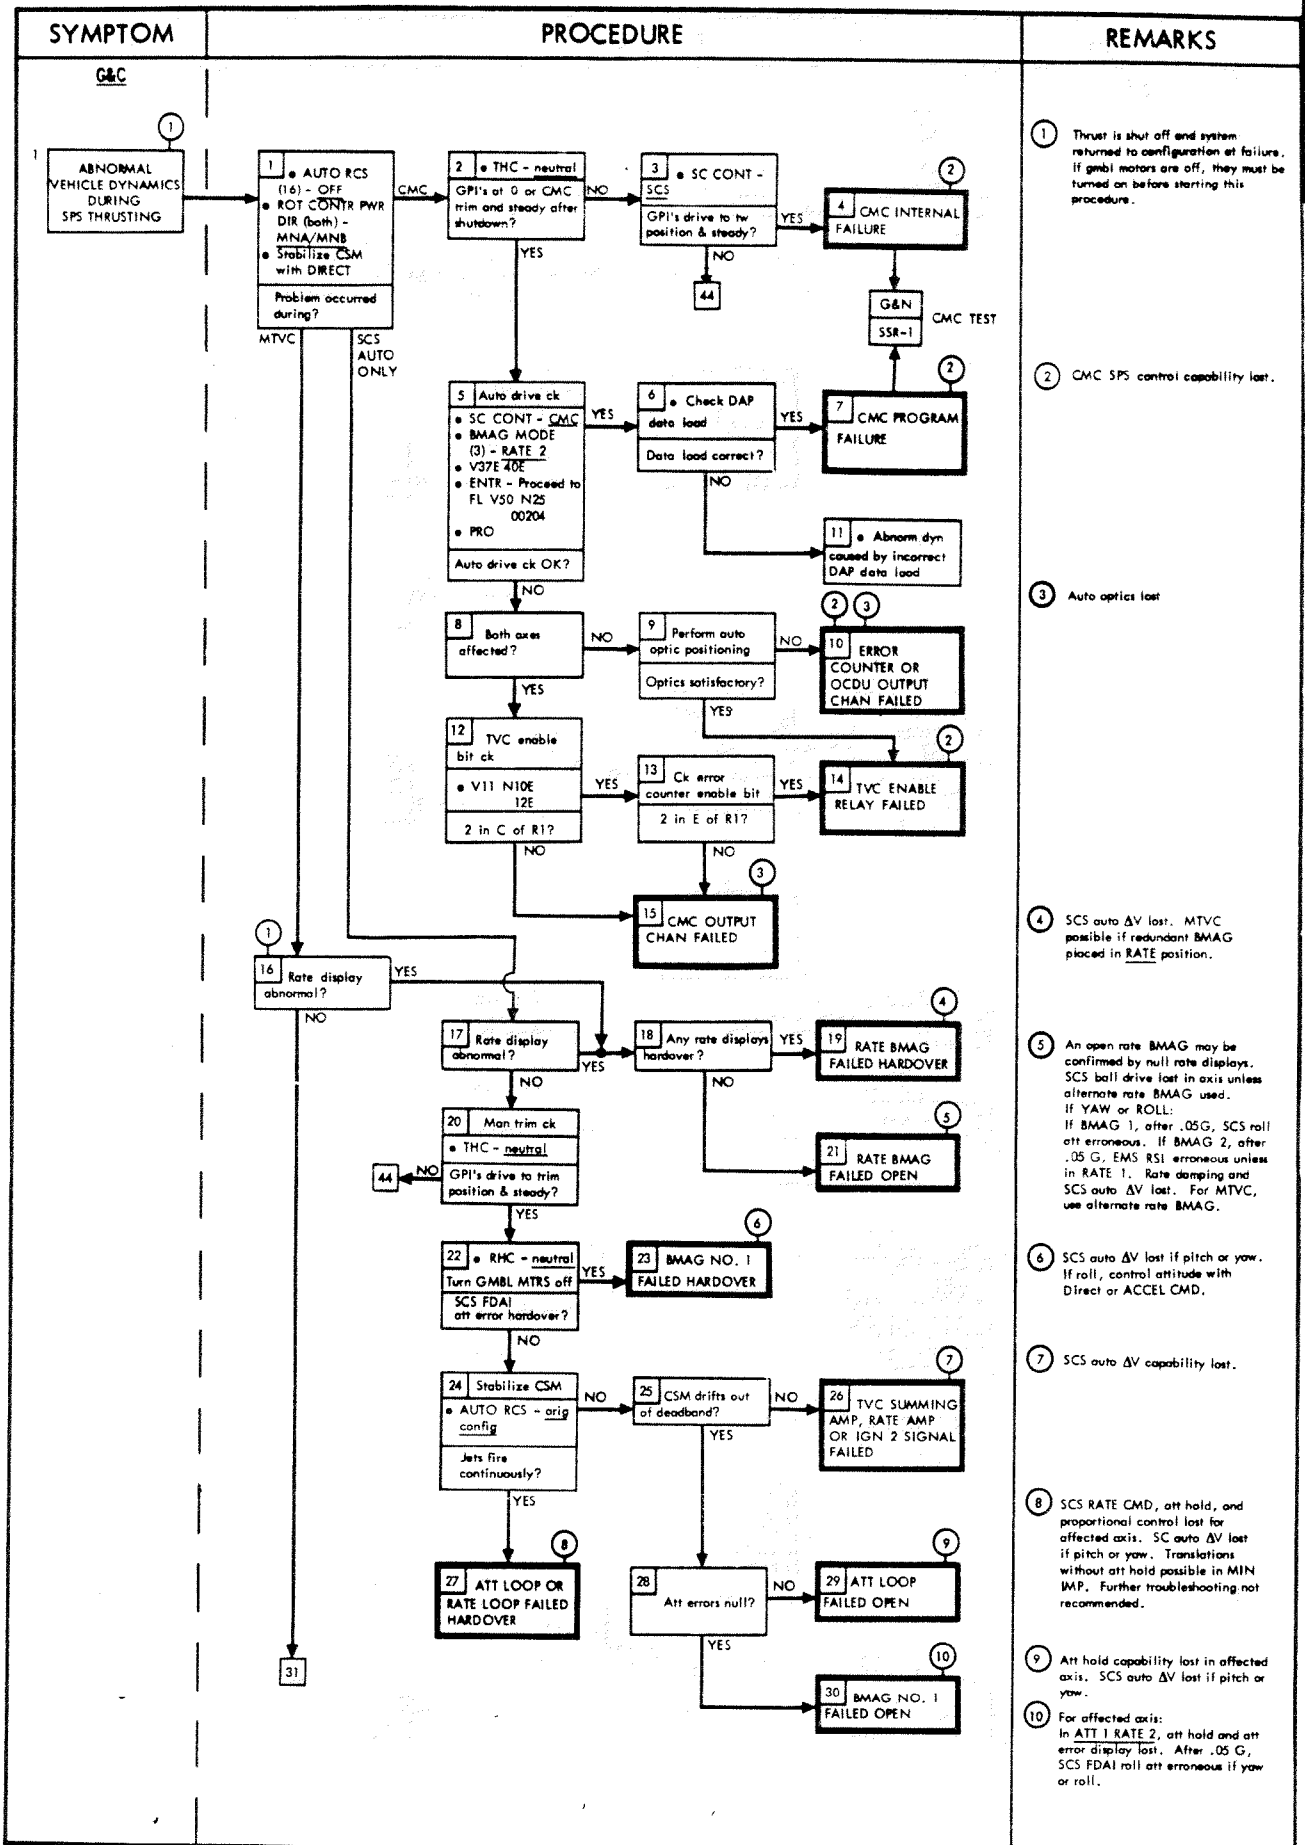 SYMPTOM
PROCEDURE
REMARKS
G&C
1
1
ABNORMAL
VEHICLE DYNAMICS
DURING
SPS THRUSTING
1
• AUTO RCS
(16) - OFF
• ROT CONTR PWR
DIR (both) -
MNA/MNB
• Stabilize CSM
with DIRECT
Problem occurred
during?
CMC
MTVC
SCS
AUTO
ONLY
2
• THC - neutral
GPI's at 0 or CMC
trim and steady after
shutdown?
NO
YES
3
• SC CONT -
SCS
GPI's drive to tw
position & steady?
YES
NO
44
2
4
CMC INTERNAL
FAILURE
G&N
SSR-1
CMC TEST
5
Auto drive ck
• SC CONT - CMC
• BMAG MODE
(3) - RATE 2
• V37E 40E
• ENTR - Proceed to
FL V50 N25
00204
• PRO
Auto drive ck OK?
YES
NO
6
• Check DAP
data load
Data load correct?
YES
NO
2
7
CMC PROGRAM
FAILURE
11
• Abnorm dyn
caused by incorrect
DAP data load
8
Both axes
affected?
NO
YES
9
Perform auto
optic positioning
Optics satisfactory?
NO
YES
2
3
10
ERROR
COUNTER OR
OCDU OUTPUT
CHAN FAILED
12
TVC enable
bit ck
• V11 N10E
12E
2 in C of R1?
YES
NO
13
Ck error
counter enable bit
2 in E of R1?
YES
NO
2
14
TVC ENABLE
RELAY FAILED
3
15
CMC OUTPUT
CHAN FAILED
1
16
Rate display
abnormal?
YES
NO
17
Rate display
abnormal?
YES
NO
18
Any rate displays
hardover?
YES
NO
4
19
RATE BMAG
FAILED HARDOVER
5
21
RATE BMAG
FAILED OPEN
20
Man trim ck
• THC - neutral
GPI's drive to trim
position & steady?
NO
44
YES
22
• RHC - neutral
Turn GMBL MTRS off
SCS FDAI
att error hardover?
YES
NO
6
23
BMAG NO. 1
FAILED HARDOVER
24
Stabilize CSM
• AUTO RCS - orig
config
Jets fire
continuously?
NO
YES
25
CSM drifts out
of deadband?
NO
YES
7
26
TVC SUMMING
AMP, RATE AMP
OR IGN 2 SIGNAL
FAILED
8
27
ATT LOOP OR
RATE LOOP FAILED
HARDOVER
28
Att errors null?
NO
YES
9
29
ATT LOOP
FAILED OPEN
10
30
BMAG NO. 1
FAILED OPEN
31
1 Thrust is shut off and system
returned to configuration at failure.
If gmbl motors are off, they must be
turned on before starting this
procedure.
2 CMC SPS control capability lost.
3 Auto optics lost
4 SCS auto ΔV lost. MTVC
possible if redundant BMAG
placed in RATE position.
5 An open rate BMAG may be
confirmed by null rate displays.
SCS ball drive lost in axis unless
alternate rate BMAG used.
If YAW or ROLL:
If BMAG 1, after .05G, SCS roll
att erroneous. If BMAG 2, after
.05 G, EMS RSI erroneous unless
in RATE 1. Rate damping and
SCS auto ΔV lost. For MTVC,
use alternate rate BMAG.
6 SCS auto ΔV lost if pitch or yaw.
If roll, control attitude with
Direct or ACCEL CMD.
7 SCS auto ΔV capability lost.
8 SCS RATE CMD, att hold, and
proportional control lost for
affected axis. SC auto ΔV lost
if pitch or yaw. Translations
without att hold possible in MIN
IMP. Further troubleshooting not
recommended.
9 Att hold capability lost in affected
axis. SCS auto ΔV lost if pitch or
yaw.
10 For affected axis:
In ATT 1 RATE 2, att hold and att
error display lost. After .05 G,
SCS FDAI roll att erroneous if yaw
or roll.